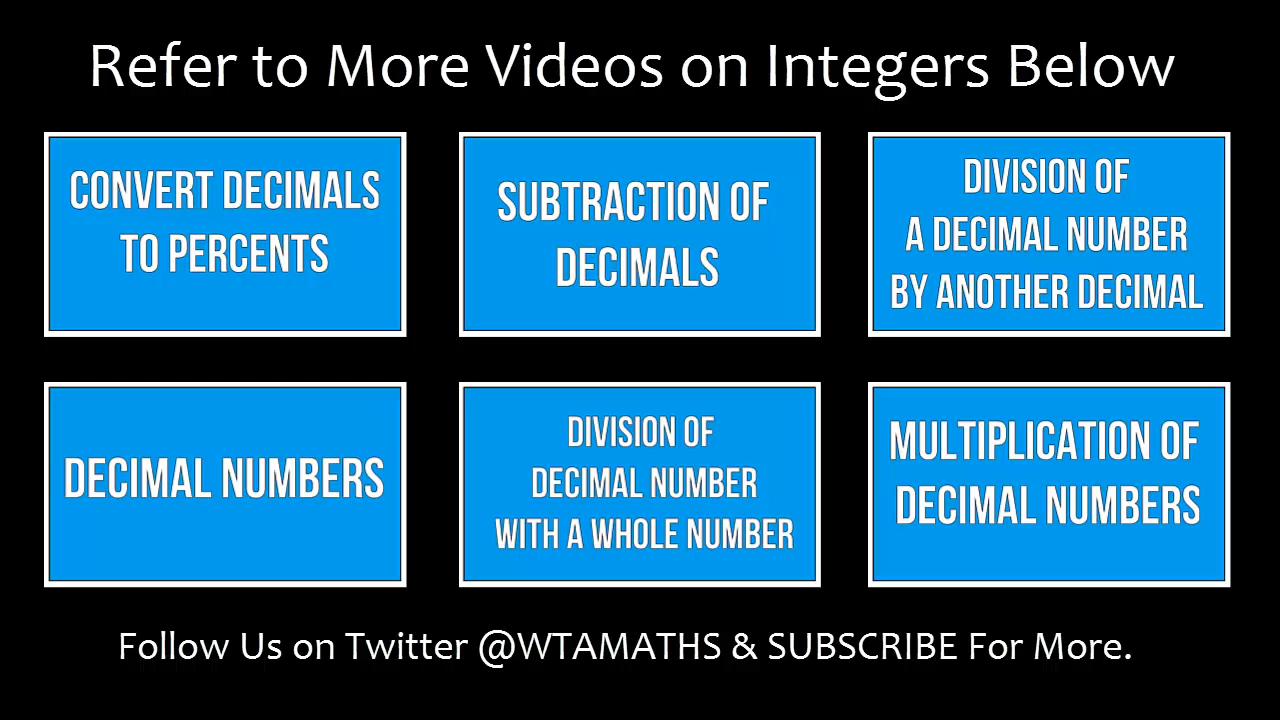 Refer to More Videos on Integers Below
CONVERT DECIMALS
TO PERCENTS
SUBTRACTION OF
DECIMALS
DIVISION OF
A DECIMAL NUMBER
BY ANOTHER DECIMAL
DECIMAL NUMBERS
DIVISION OF
DECIMAL NUMBER
WITH A WHOLE NUMBER
MULTIPLICATION OF
DECIMAL NUMBERS
Follow Us on Twitter @WTAMATHS & SUBSCRIBE For More.